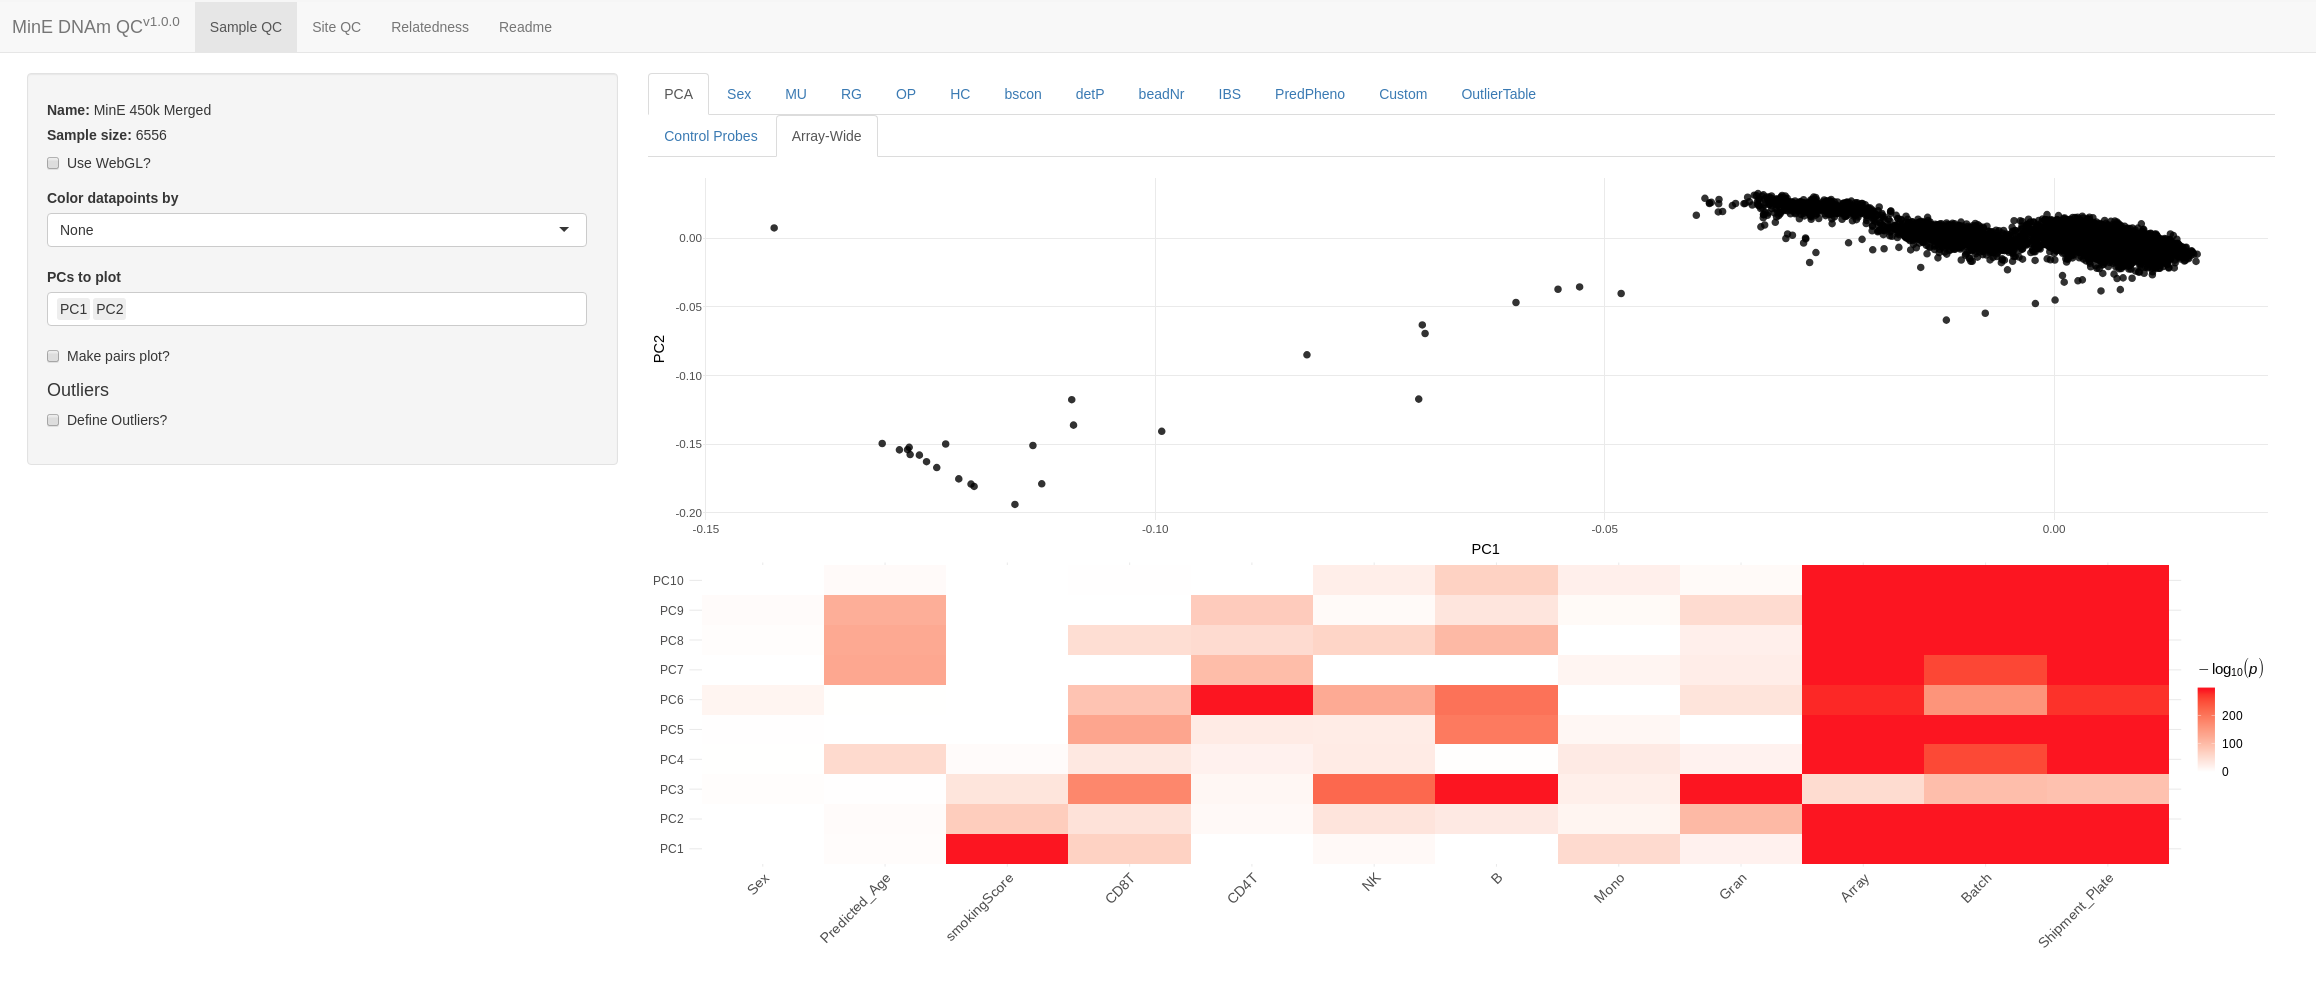 MinE DNAm QCv1.0.0 Sample QC Site QC Relatedness Readme
Name: MinE 450k Merged
Sample size: 6556
Use WebGL?
Color datapoints by
None
PCs to plot
PC1 PC2
Make pairs plot?
Outliers
Define Outliers?
PCA Sex MU RG OP HC bscon detP beadNr IBS PredPheno Custom OutlierTable
Control Probes Array-Wide
PC2
0.00
-0.05
-0.10
-0.15
-0.20
-0.15 -0.10 -0.05 0.00
PC1
PC10
PC9
PC8
PC7
PC6
PC5
PC4
PC3
PC2
PC1
Sex Predicted_Age smokingScore CD8T CD4T NK B Mono Gran Array Batch Shipment_Plate
− log10(p)
200
100
0